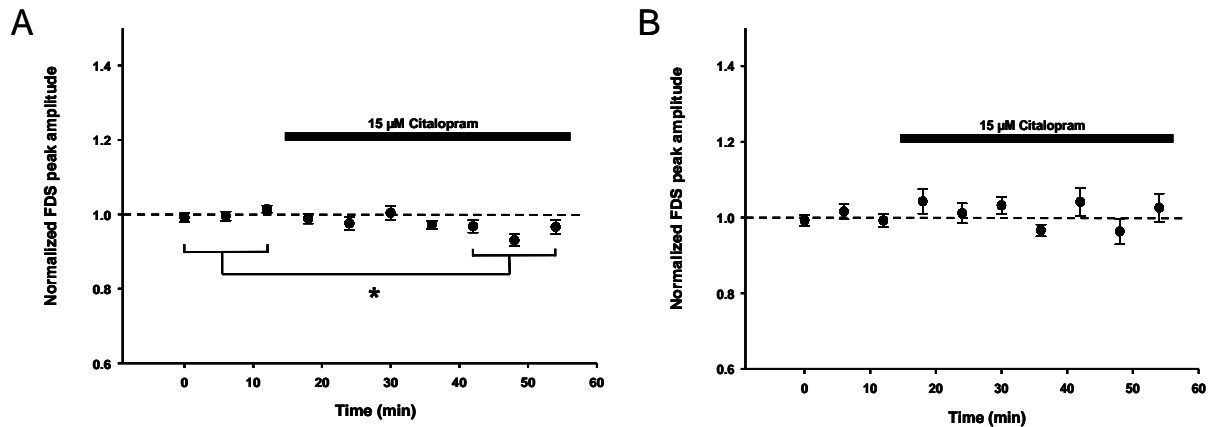 A
Normalized FDS peak amplitude
1.4
1.2
1.0
0.8
0.6
15 µM Citalopram
*
0 10 20 30 40 50 60
Time (min)
B
Normalized FDS peak amplitude
1.4
1.2
1.0
0.8
0.6
15 µM Citalopram
0 10 20 30 40 50 60
Time (min)